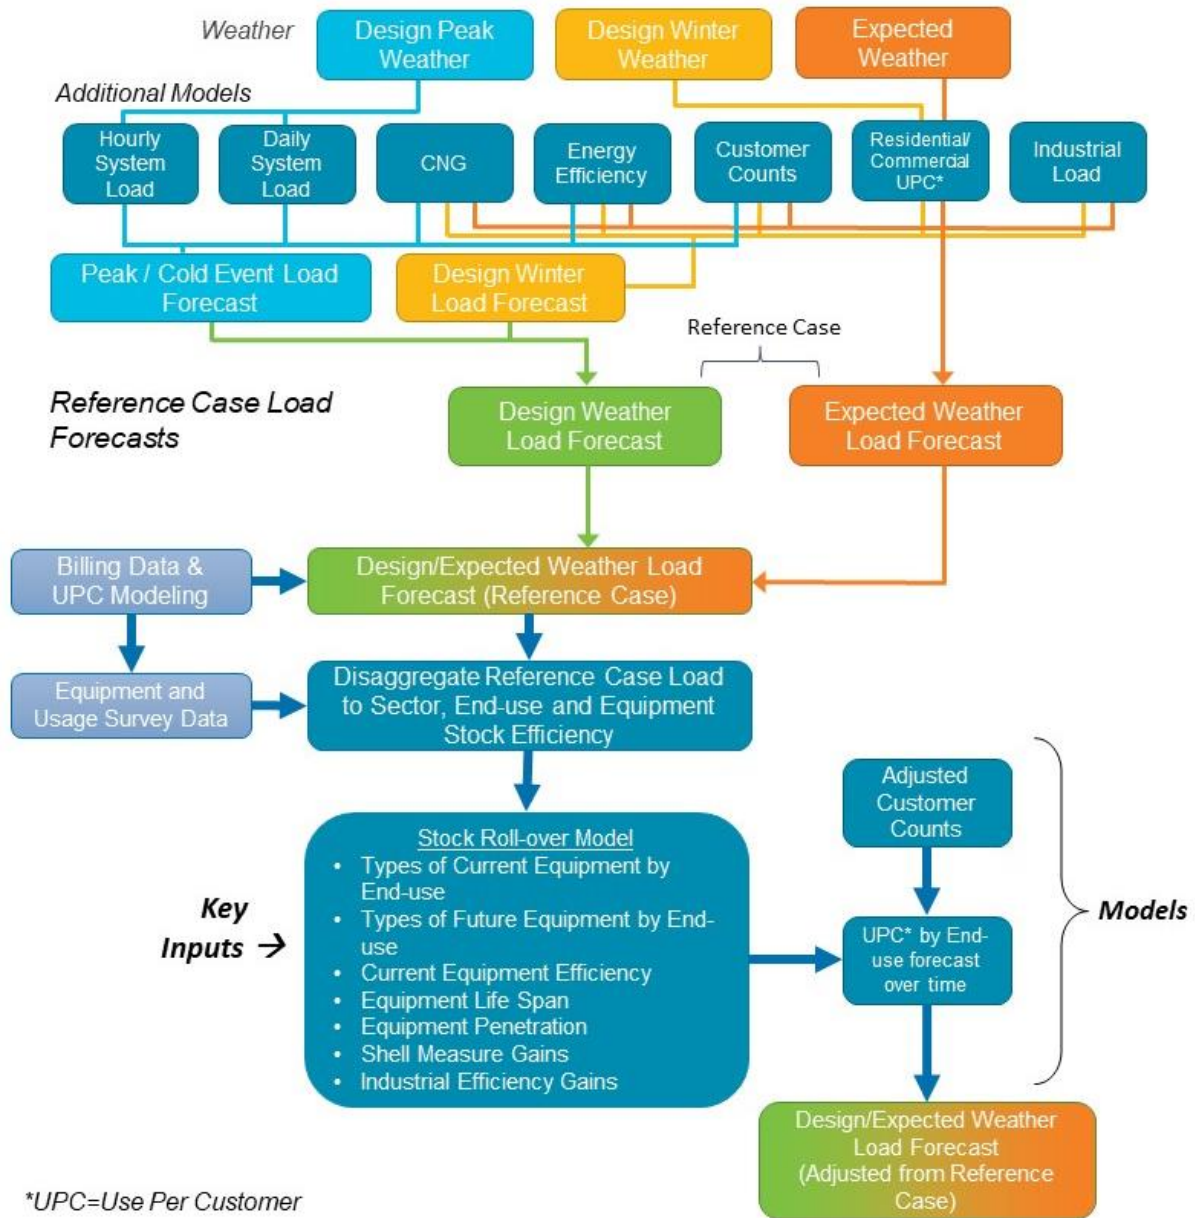 Weather
Design Peak
Weather
Design Winter
Weather
Expected
Weather
Additional Models
Hourly
System
Load
Daily
System
Load
CNG
Energy
Efficiency
Customer
Counts
Residential/
Commercial
UPC*
Industrial
Load
Peak / Cold Event Load
Forecast
Design Winter
Load Forecast
Reference Case
Reference Case Load
Forecasts
Design Weather
Load Forecast
Expected Weather
Load Forecast
Billing Data &
UPC Modeling
Design/Expected Weather Load
Forecast (Reference Case)
Equipment and
Usage Survey Data
Disaggregate Reference Case Load
to Sector, End-use and Equipment
Stock Efficiency
Adjusted
Customer
Counts
Key
Inputs →
Stock Roll-over Model
• Types of Current Equipment by
End-use
• Types of Future Equipment by End-
use
• Current Equipment Efficiency
• Equipment Life Span
• Equipment Penetration
• Shell Measure Gains
• Industrial Efficiency Gains
UPC* by End-
use forecast
over time
Models
Design/Expected Weather
Load Forecast
(Adjusted from Reference
Case)
*UPC=Use Per Customer